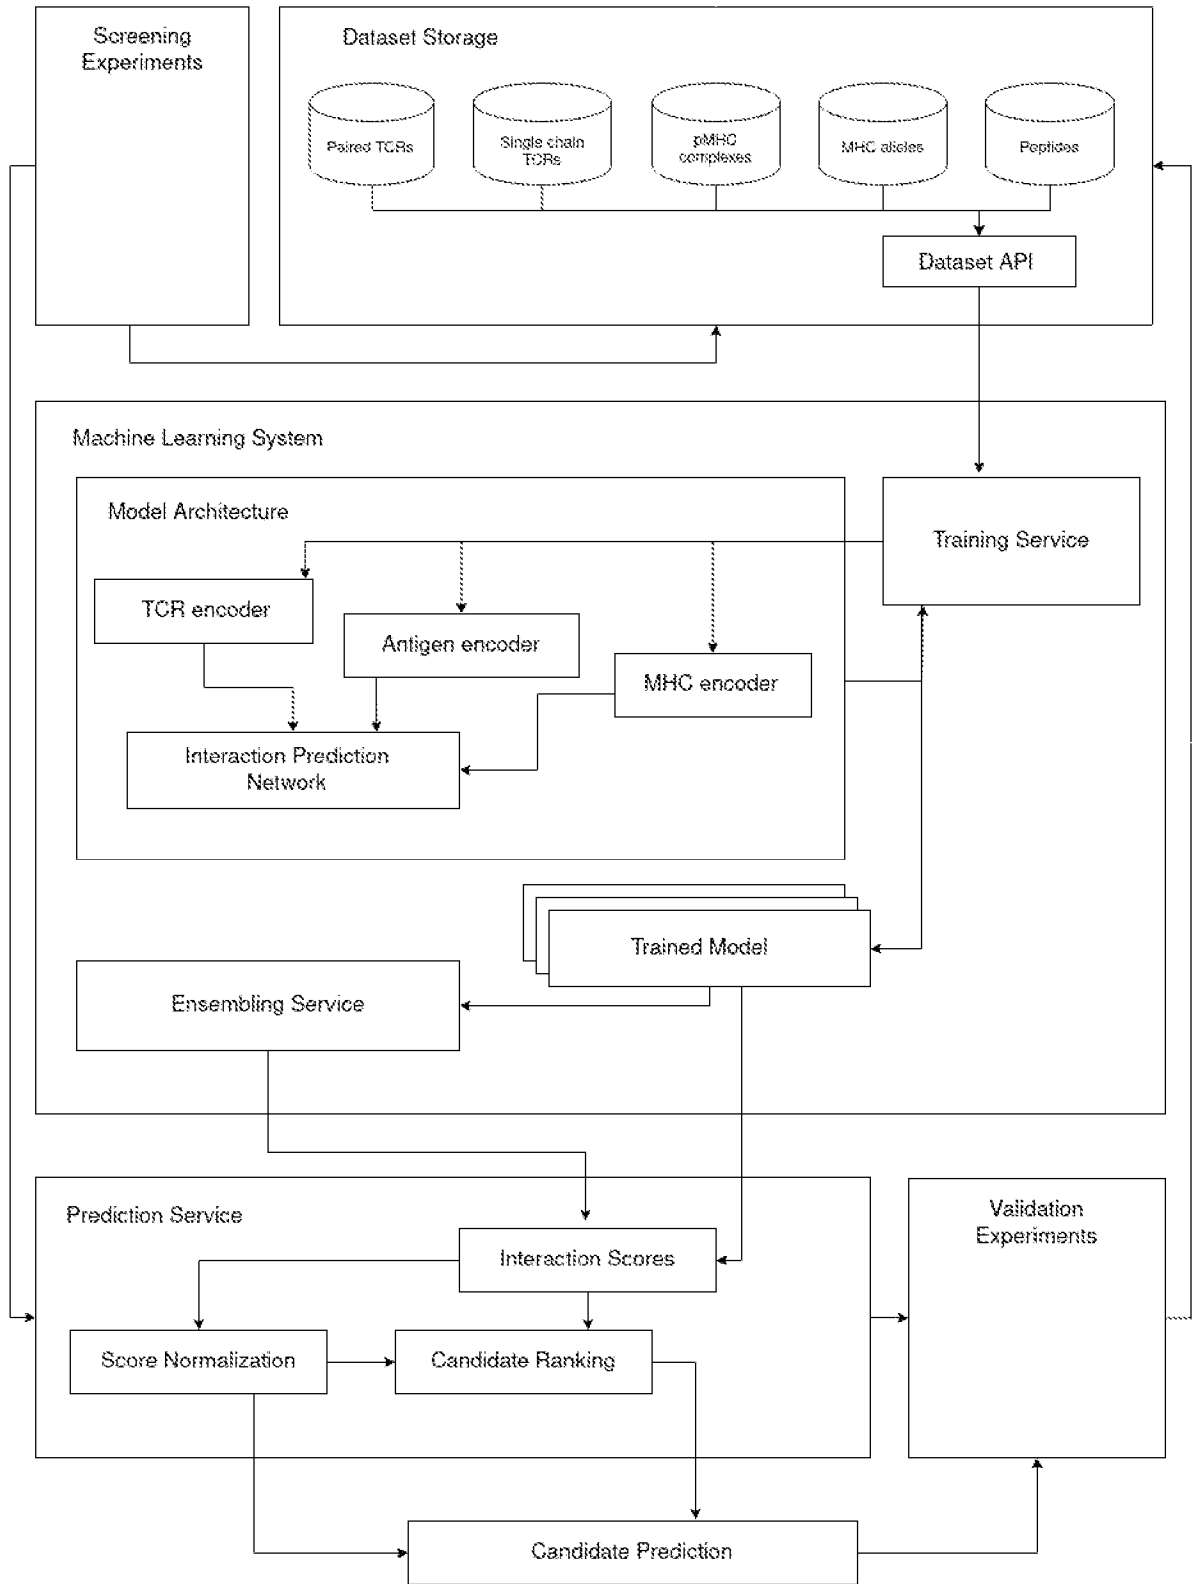 Screening
Experiments
Dataset Storage
Paired TCRs
Single chain
TCRs
pMHC
complexes
MHC alleles
Peptides
Dataset API
Machine Learning System
Model Architecture
Training Service
TCR encoder
Antigen encoder
MHC encoder
Interaction Prediction
Network
Trained Model
Ensembling Service
Prediction Service
Validation
Experiments
Interaction Scores
Score Normalization
Candidate Ranking
Candidate Prediction